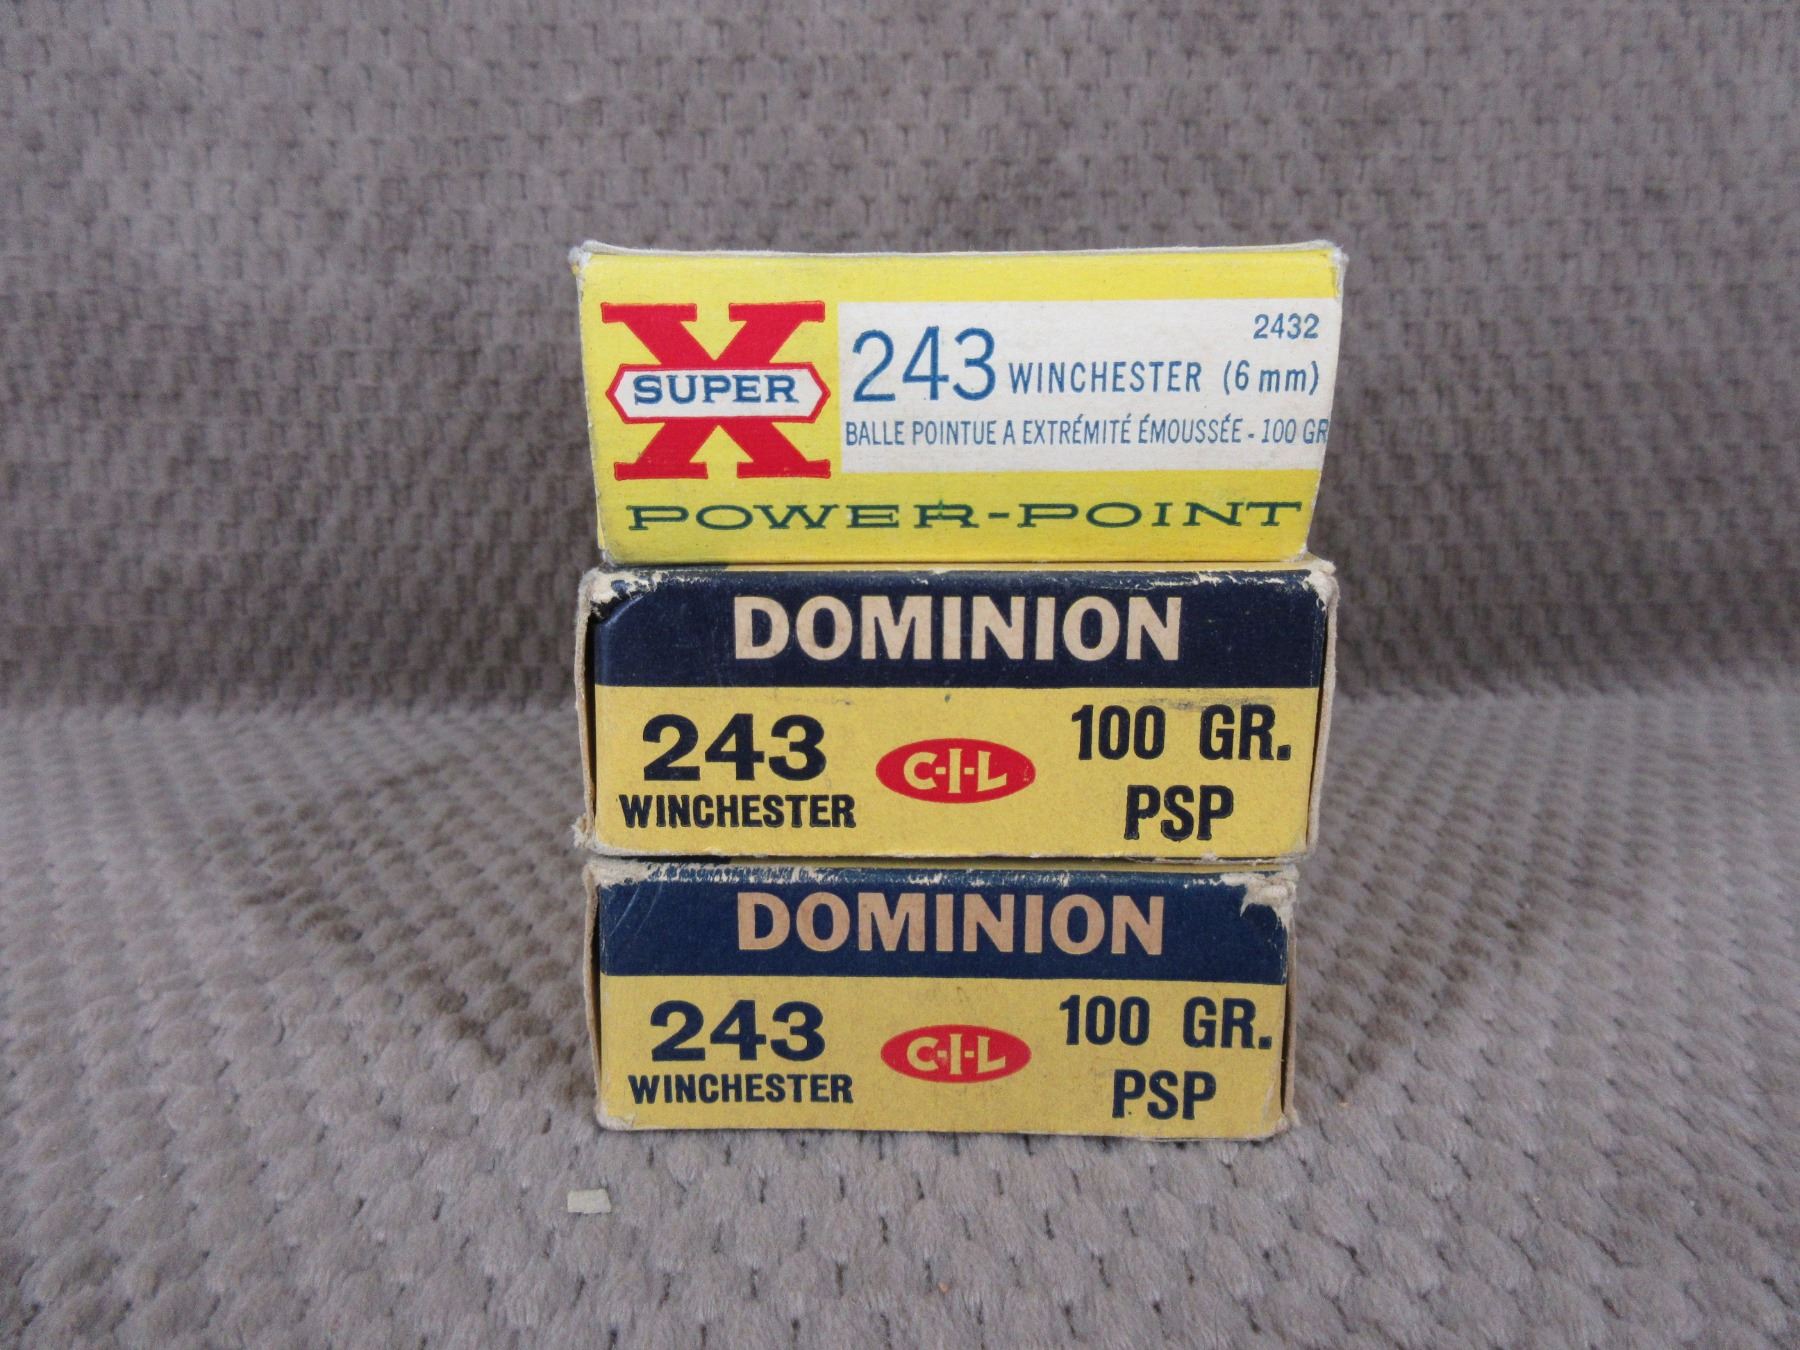 X
SUPER
243 WINCHESTER (6 mm)
2432
BALLE POINTUE A EXTRÉMITÉ ÉMOUSSÉE - 100 GR
POWER-POINT
DOMINION
243
WINCHESTER
C-I-L
100 GR.
PSP
DOMINION
243
WINCHESTER
C-I-L
100 GR.
PSP